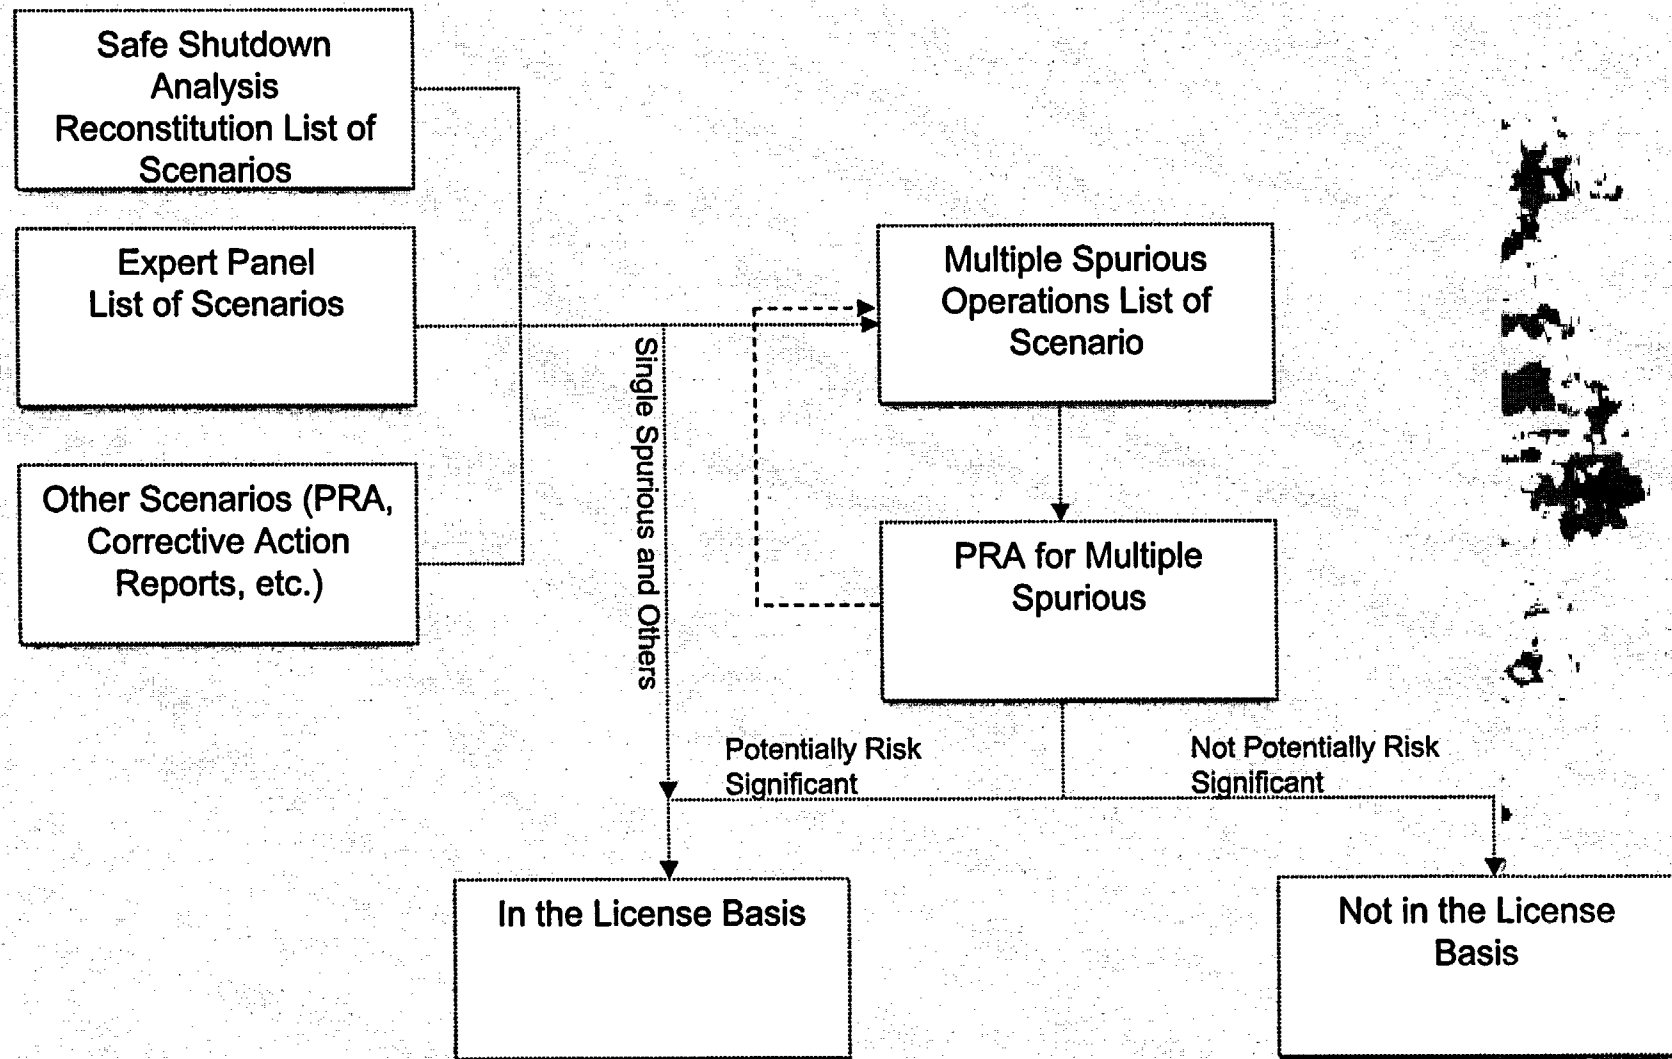 Safe Shutdown
Analysis
Reconstitution List of
Scenarios
Expert Panel
List of Scenarios
Other Scenarios (PRA,
Corrective Action
Reports, etc.)
Single Spurious and Others
Multiple Spurious
Operations List of
Scenario
PRA for Multiple
Spurious
Potentially Risk
Significant
Not Potentially Risk
Significant
In the License Basis
Not in the License
Basis